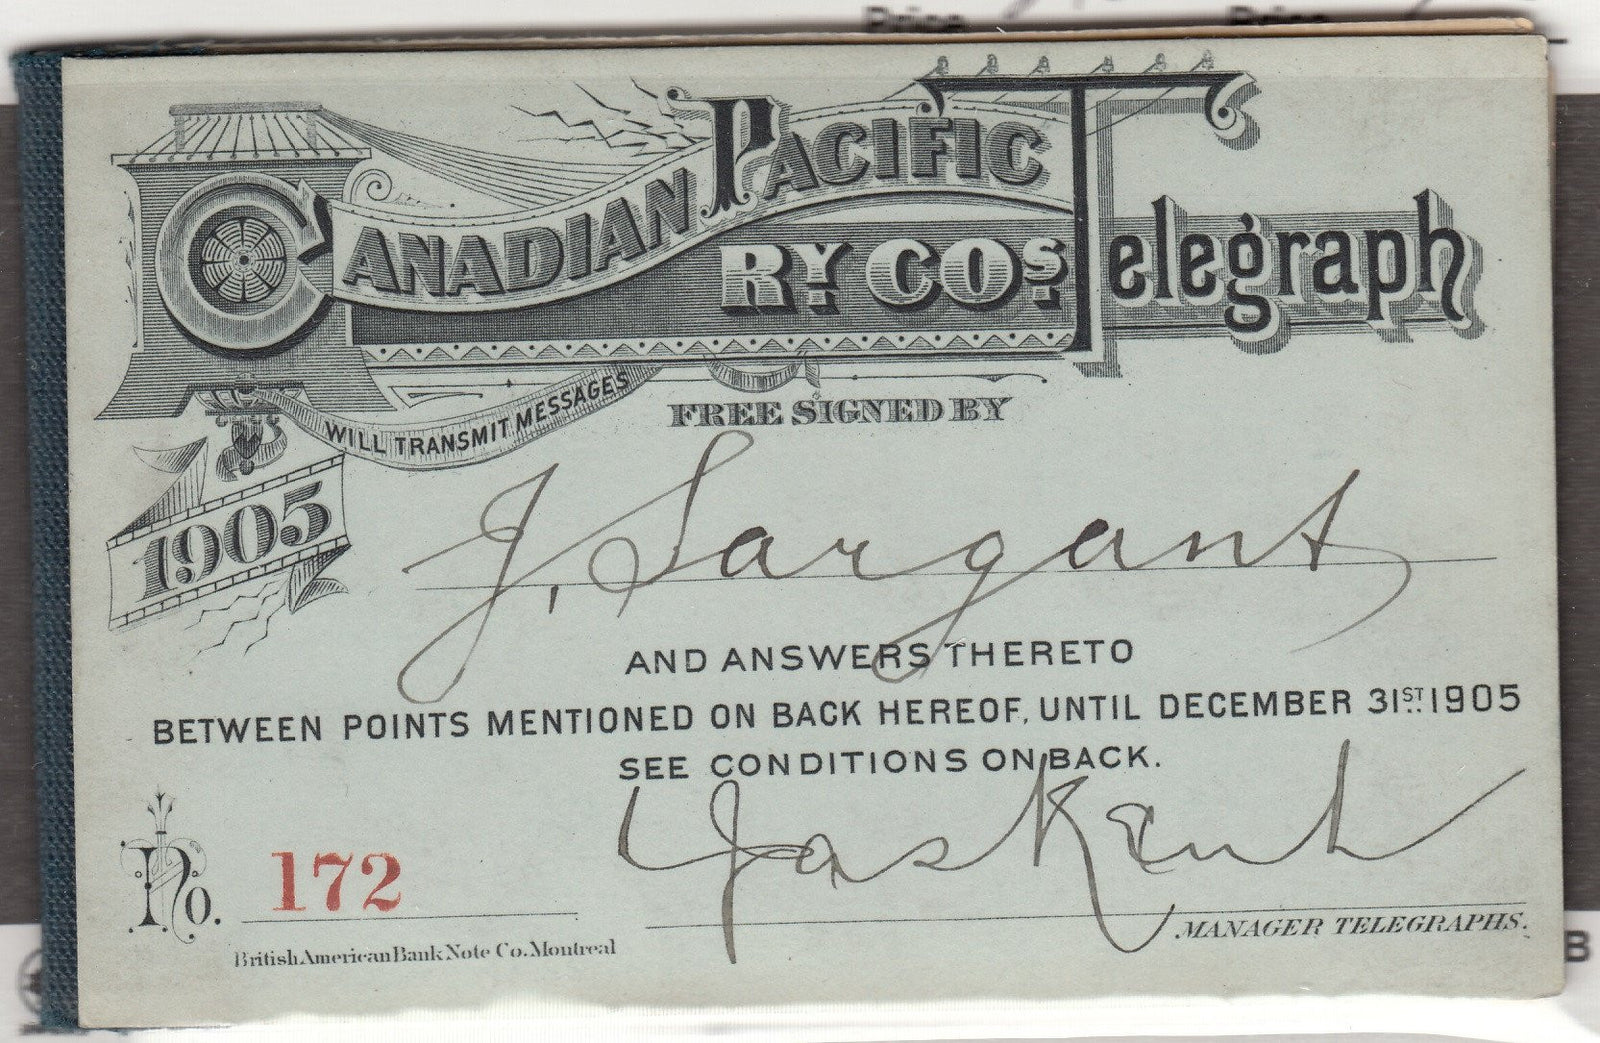 Price Price
CANADIAN PACIFIC
RY. COS. Telegraph
WILL TRANSMIT MESSAGES
FREE SIGNED BY
1905
J. Sargant
AND ANSWERS THERETO
BETWEEN POINTS MENTIONED ON BACK HEREOF, UNTIL DECEMBER 31ST. 1905
SEE CONDITIONS ON BACK.
Jas Kent
No. 172
MANAGER TELEGRAPHS.
British American Bank Note Co. Montreal
B